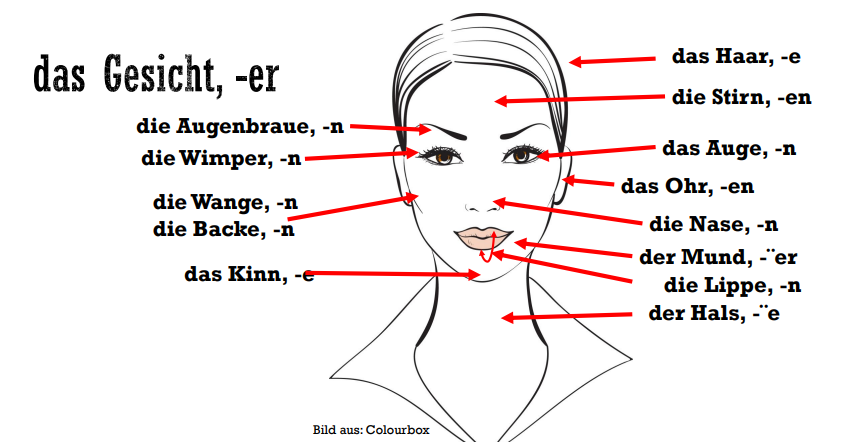 das Gesicht, -er
die Augenbraue, -n
die Wimper, -n
die Wange, -n
die Backe, -n
das Kinn, -e
das Haar, -e
die Stirn, -en
das Auge, -n
das Ohr, -en
die Nase, -n
der Mund, -¨er
die Lippe, -n
der Hals, -¨e
Bild aus: Colourbox